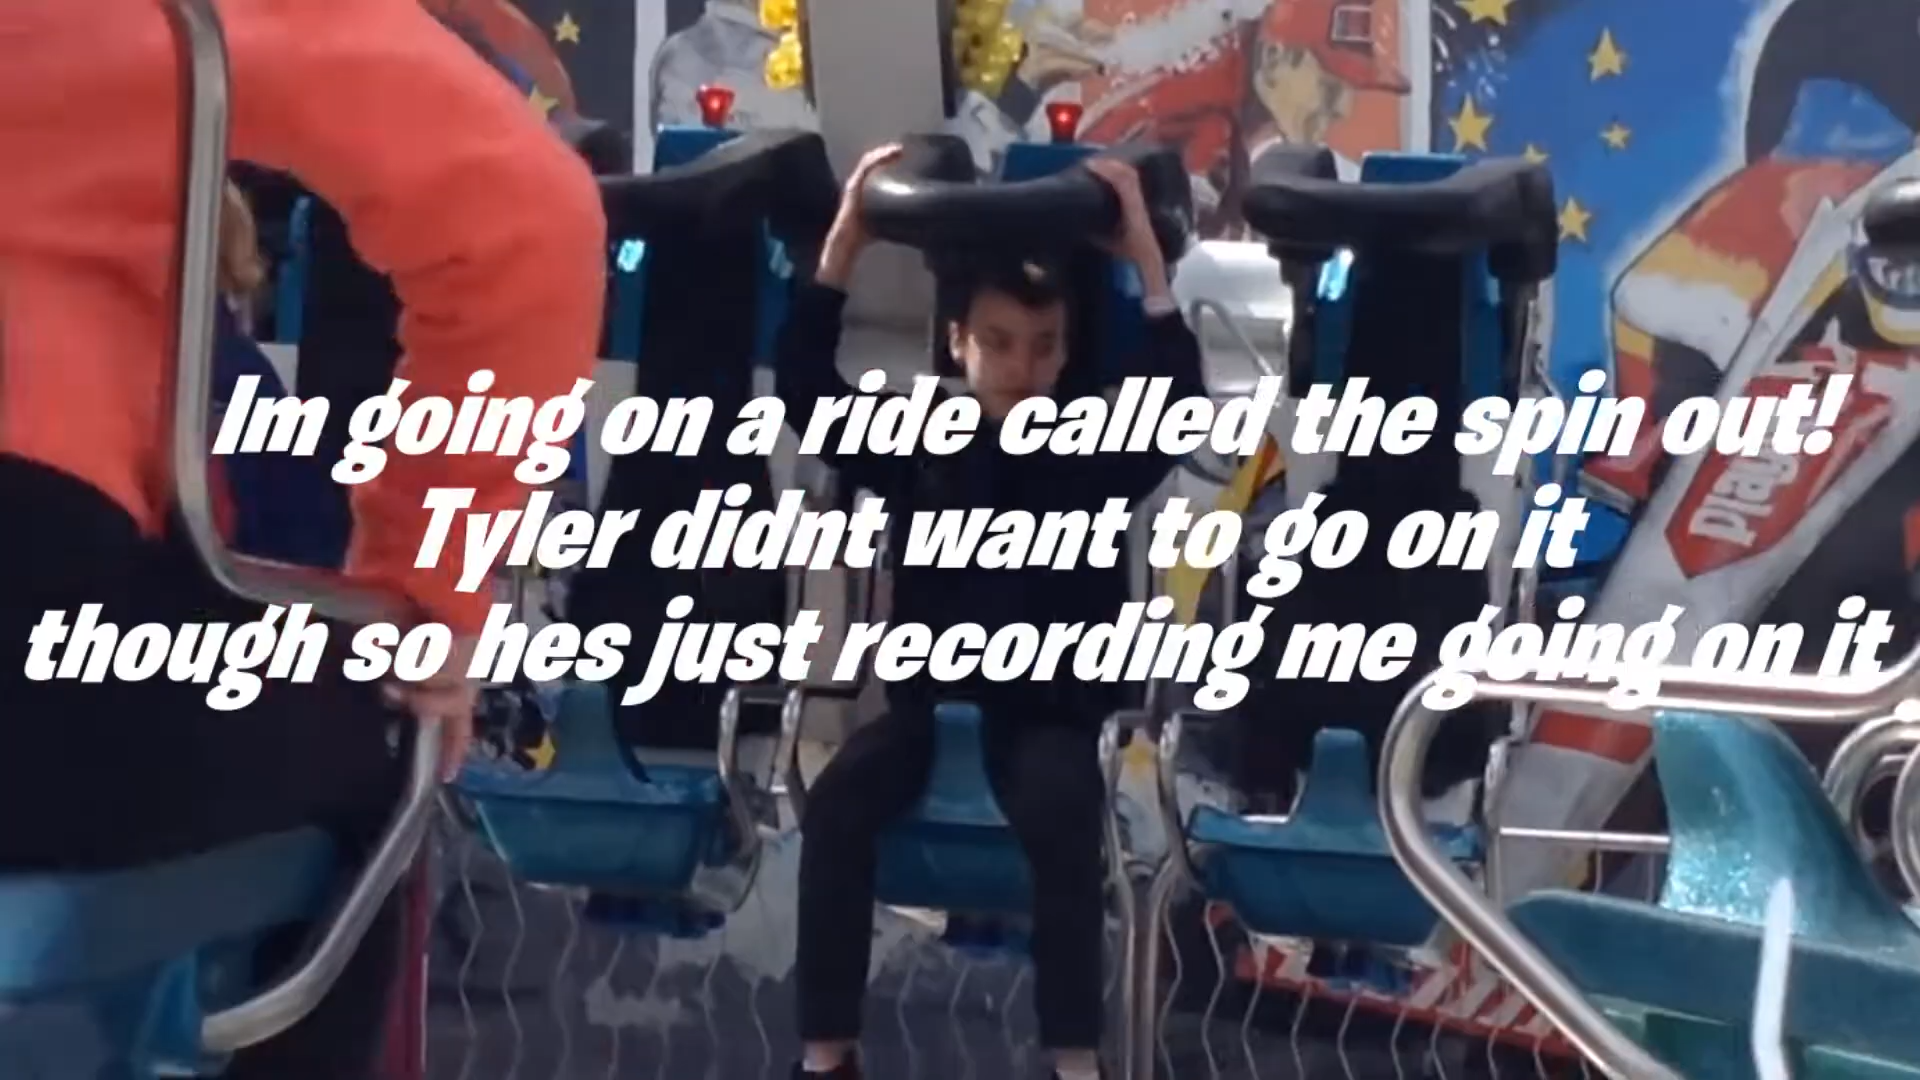 Im going on a ride called the spin out!
Tyler didnt want to go on it
though so hes just recording me going on it